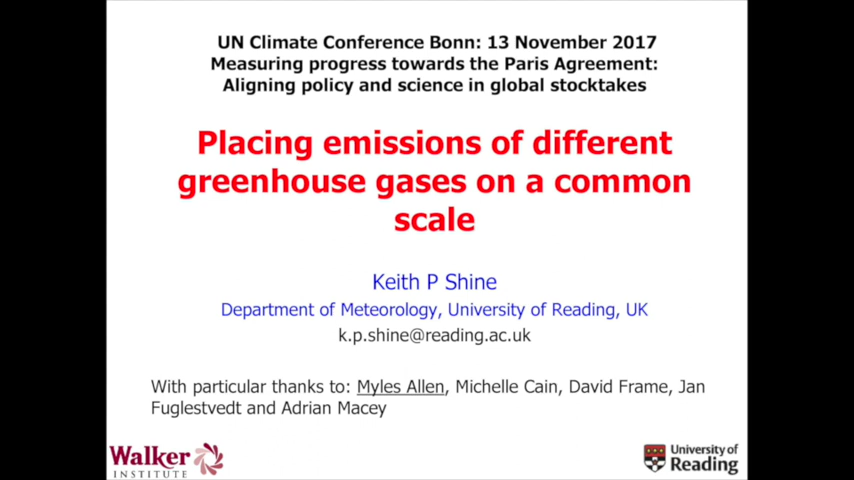 UN Climate Conference Bonn: 13 November 2017
Measuring progress towards the Paris Agreement:
Aligning policy and science in global stocktakes
Placing emissions of different
greenhouse gases on a common
scale
Keith P Shine
Department of Meteorology, University of Reading, UK
k.p.shine@reading.ac.uk
With particular thanks to: Myles Allen, Michelle Cain, David Frame, Jan
Fuglestvedt and Adrian Macey
Walker
INSTITUTE
University of
Reading